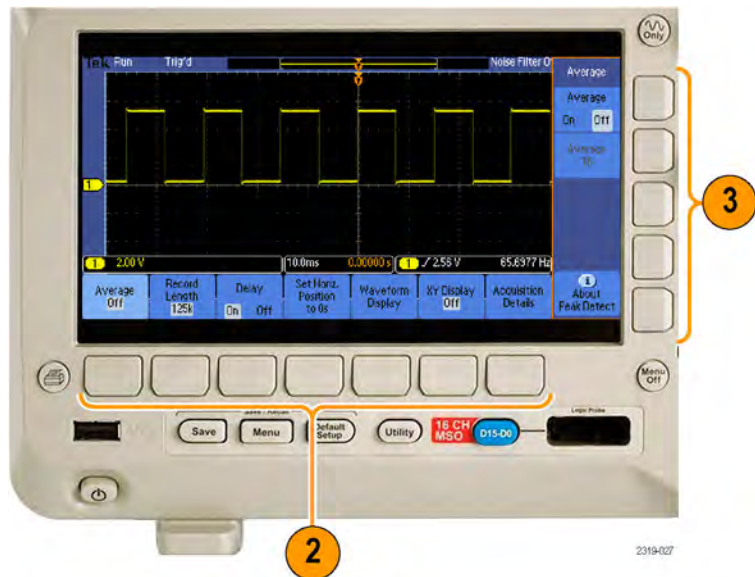 Only
Tek Run Trig'd Noise Filter O
Average
Average
On Off
Average
16
1
1 2.00 V 10.0ms 0.00000 s 1 2.56 V 65.6977 Hz
Average
Off
Record
Length
125k
Delay
On Off
Set Horiz.
Position
to 0s
Waveform
Display
XY Display
Off
Acquisition
Details
i
About
Peak Detect
3
Menu
Off
Save / Recall
Save
Menu
Default
Setup
Utility
16 CH
MSO
D15-D0
Logic Probe
2
2319-027